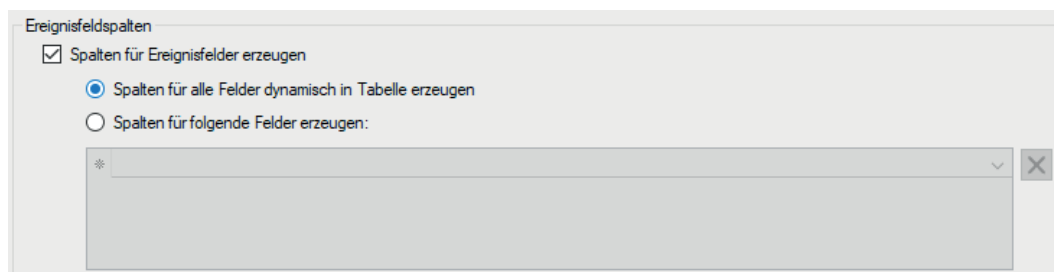 Ereignisfeldspalten
Spalten für Ereignisfelder erzeugen
Spalten für alle Felder dynamisch in Tabelle erzeugen
Spalten für folgende Felder erzeugen: